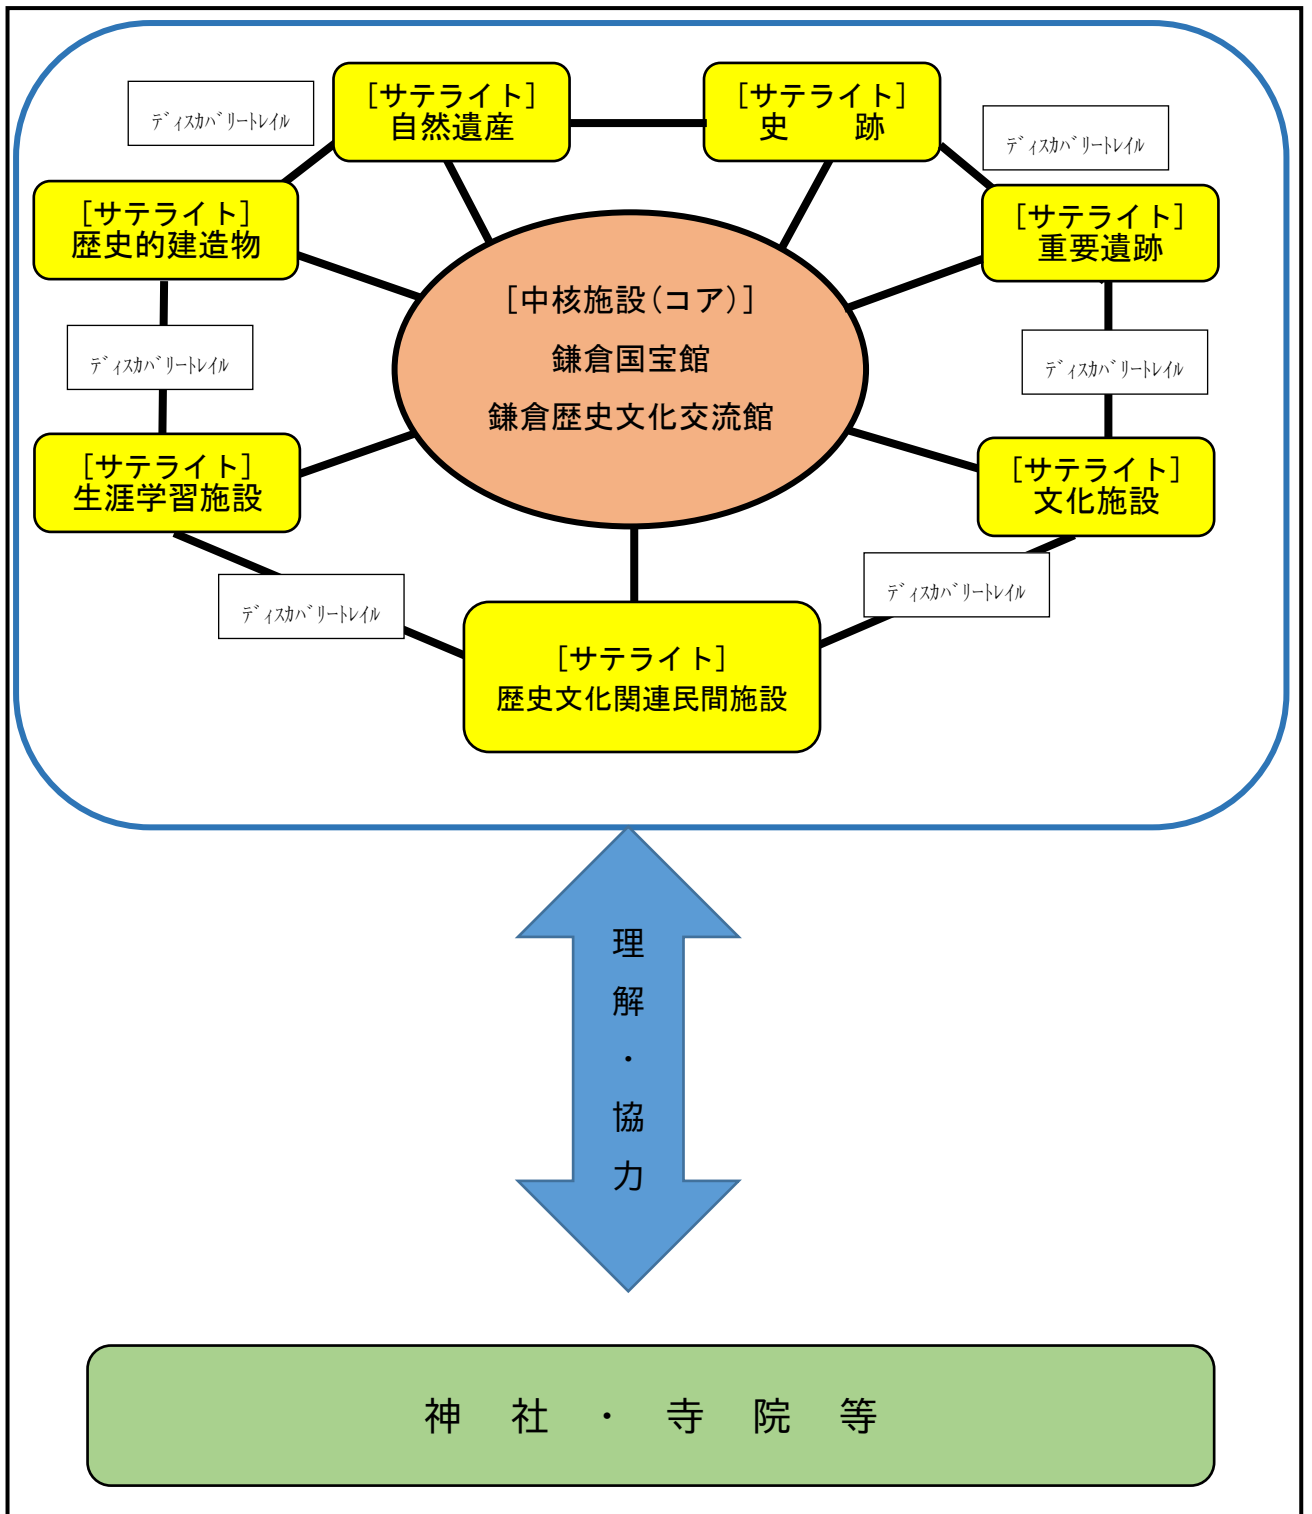 [サテライト]
自然遺産
[サテライト]
史　　跡
ﾃﾞｨｽｶﾊﾞﾘｰﾄﾚｲﾙ
ﾃﾞｨｽｶﾊﾞﾘｰﾄﾚｲﾙ
[サテライト]
歴史的建造物
[サテライト]
重要遺跡
[中核施設(コア)]
鎌倉国宝館
鎌倉歴史文化交流館
ﾃﾞｨｽｶﾊﾞﾘｰﾄﾚｲﾙ
ﾃﾞｨｽｶﾊﾞﾘｰﾄﾚｲﾙ
[サテライト]
生涯学習施設
[サテライト]
文化施設
ﾃﾞｨｽｶﾊﾞﾘｰﾄﾚｲﾙ
ﾃﾞｨｽｶﾊﾞﾘｰﾄﾚｲﾙ
[サテライト]
歴史文化関連民間施設
理解・協力
神　社　・　寺　院　等